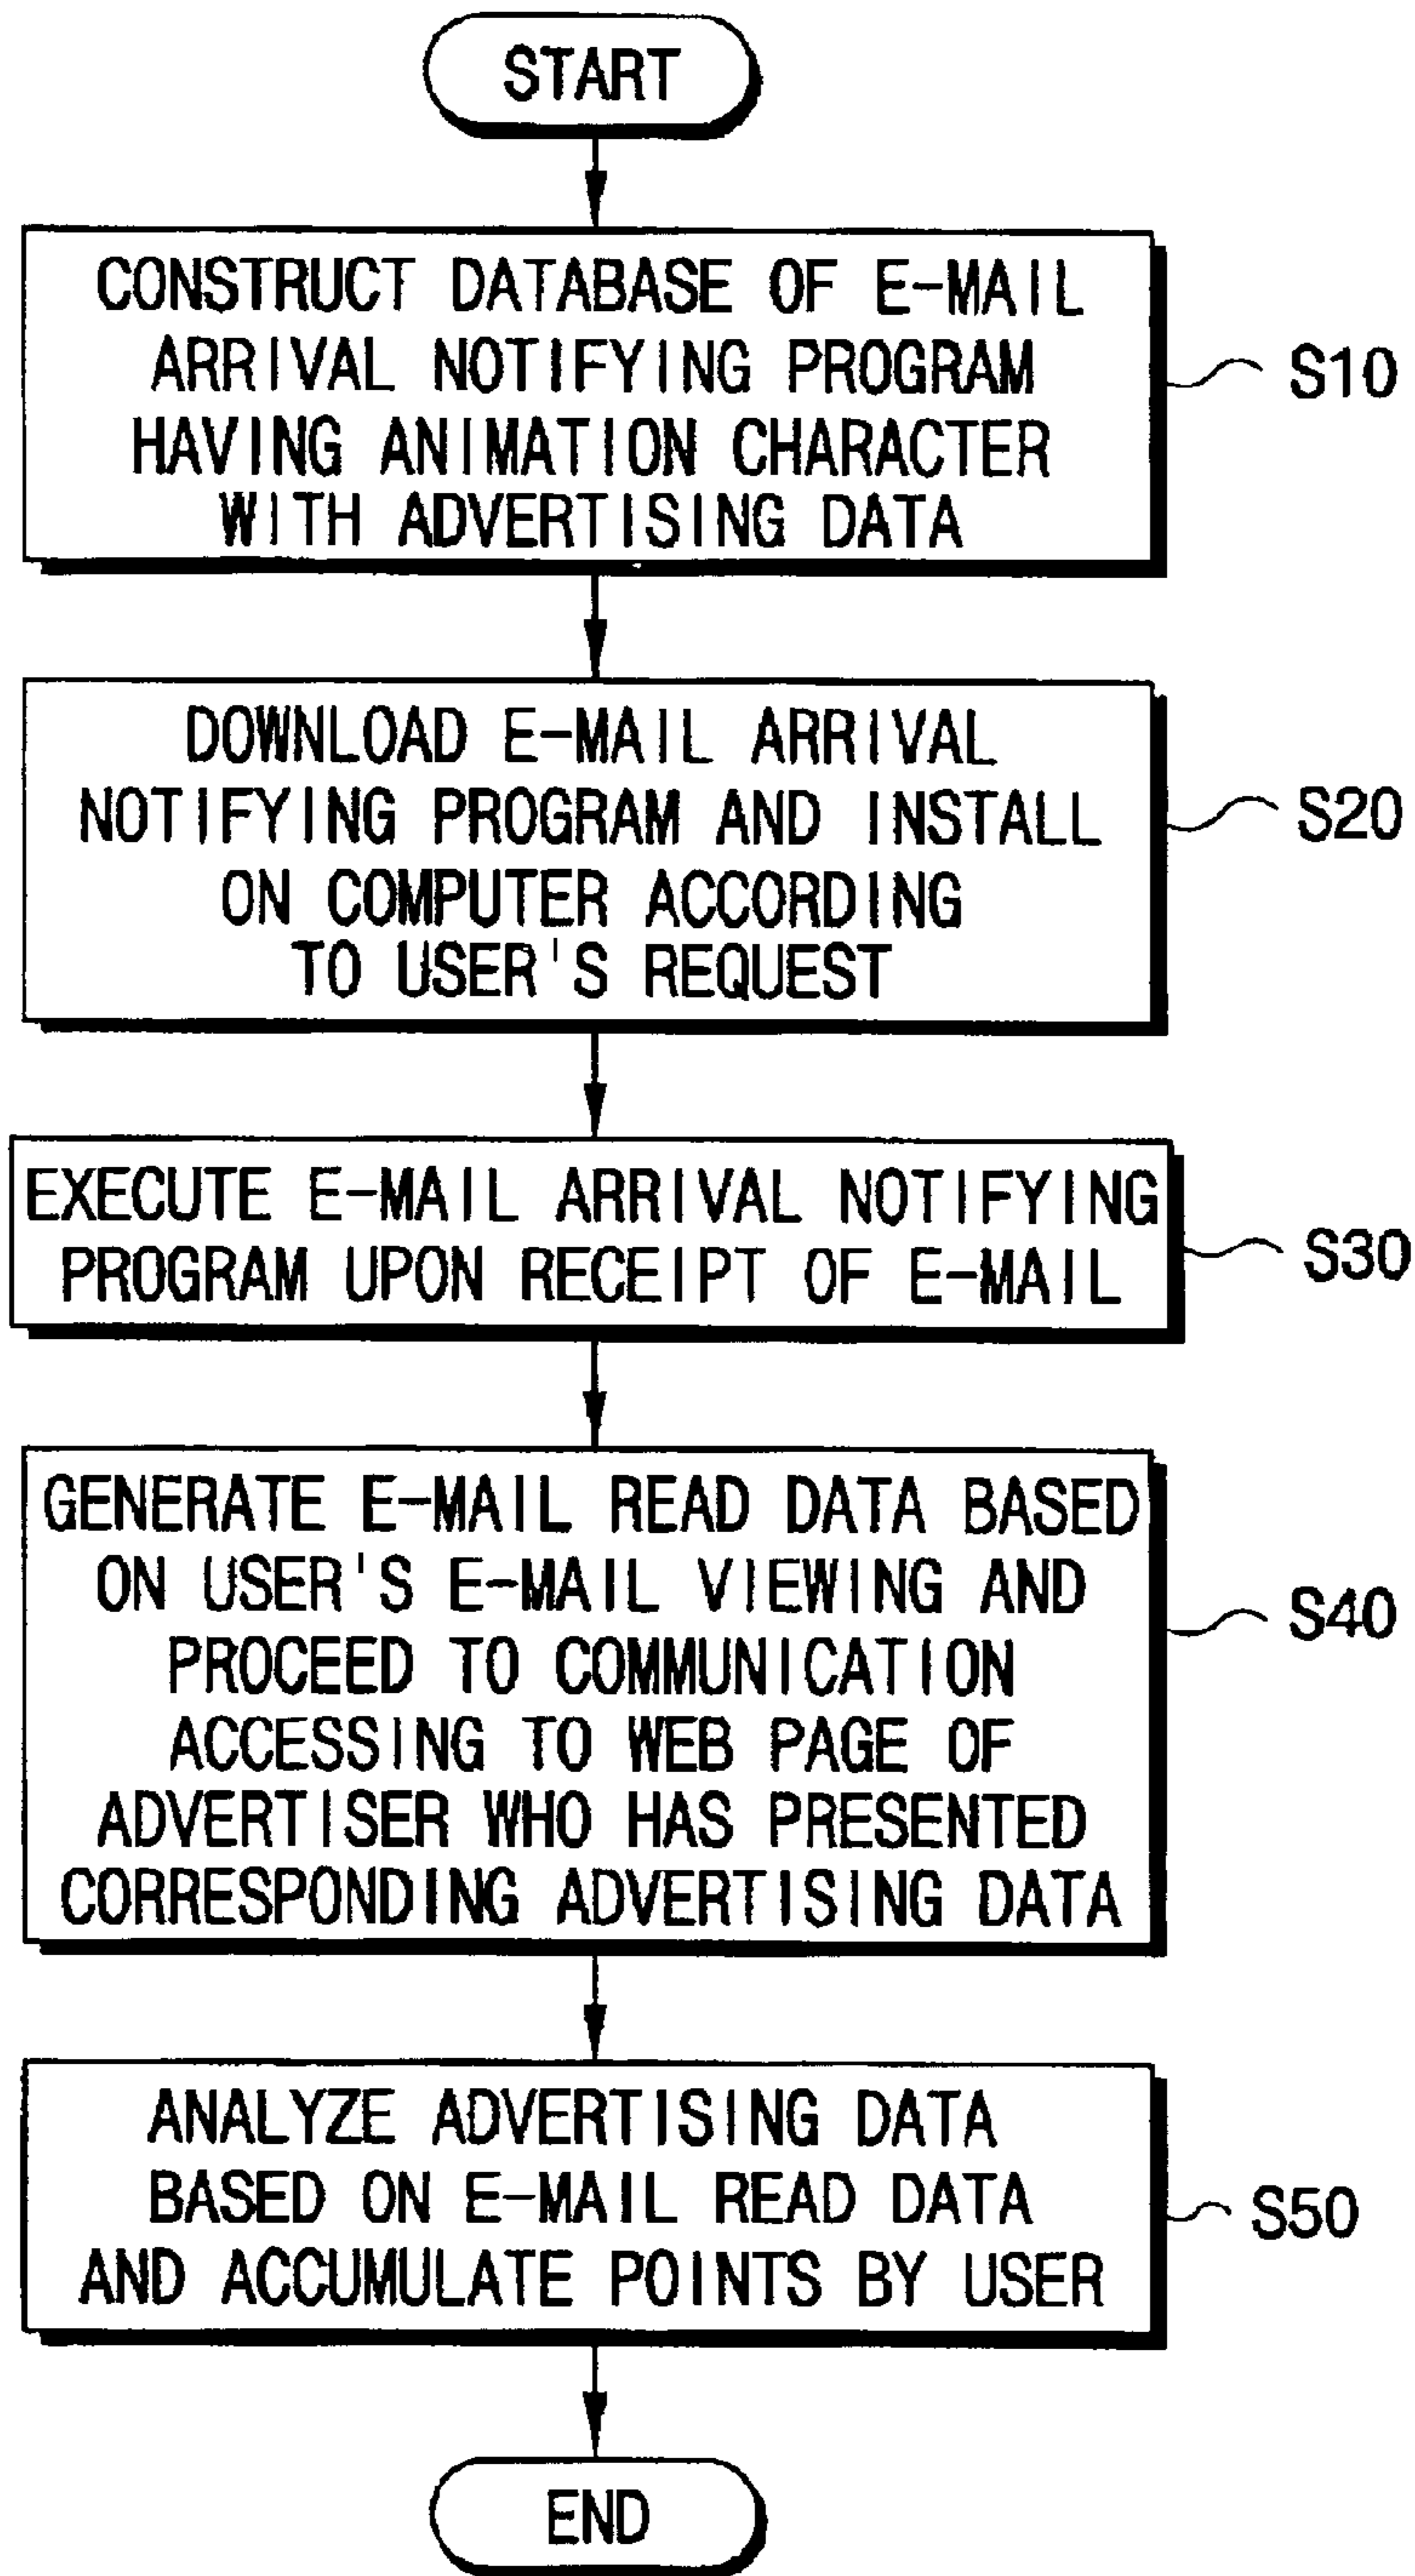 START
CONSTRUCT DATABASE OF E-MAIL
ARRIVAL NOTIFYING PROGRAM
HAVING ANIMATION CHARACTER
WITH ADVERTISING DATA
S10
DOWNLOAD E-MAIL ARRIVAL
NOTIFYING PROGRAM AND INSTALL
ON COMPUTER ACCORDING
TO USER'S REQUEST
S20
EXECUTE E-MAIL ARRIVAL NOTIFYING
PROGRAM UPON RECEIPT OF E-MAIL
S30
GENERATE E-MAIL READ DATA BASED
ON USER'S E-MAIL VIEWING AND
PROCEED TO COMMUNICATION
ACCESSING TO WEB PAGE OF
ADVERTISER WHO HAS PRESENTED
CORRESPONDING ADVERTISING DATA
S40
ANALYZE ADVERTISING DATA
BASED ON E-MAIL READ DATA
AND ACCUMULATE POINTS BY USER
S50
END